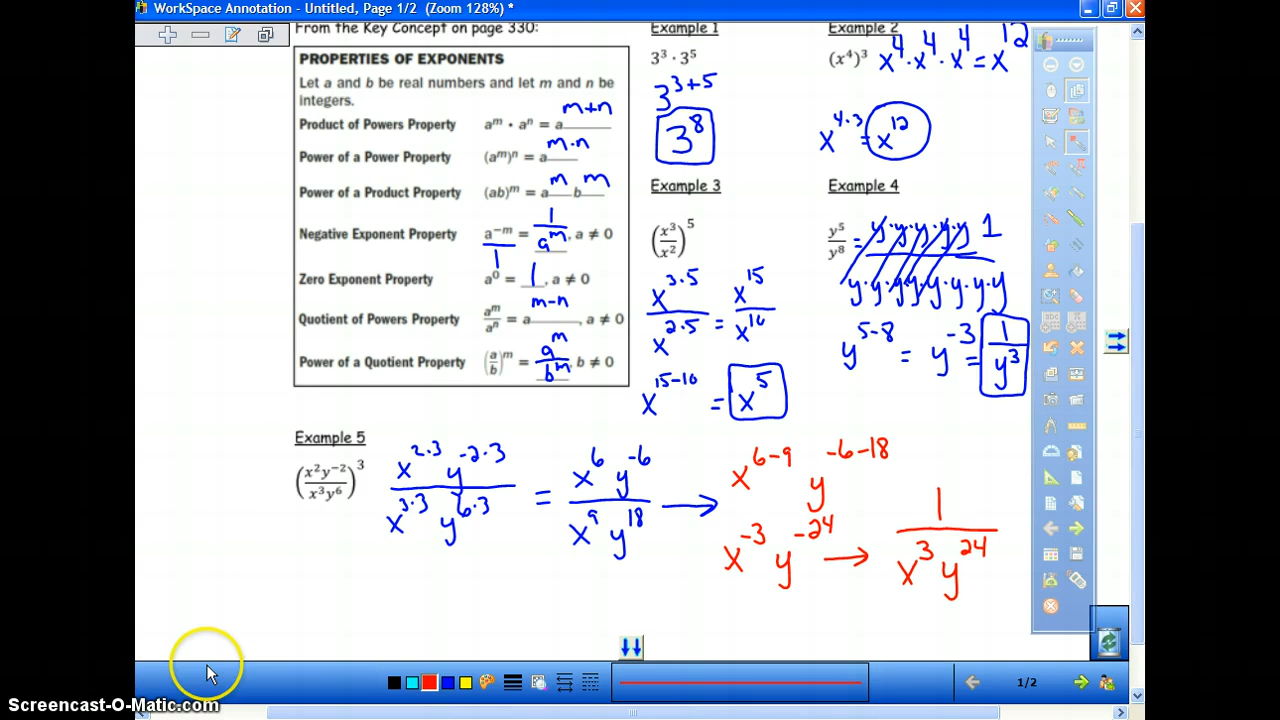 WorkSpace Annotation - Untitled, Page 1/2 (Zoom 128%) *
From the Key Concept on page 330:
PROPERTIES OF EXPONENTS
Let a and b be real numbers and let m and n be
integers.
Product of Powers Property a^m · a^n = a^(m+n)
Power of a Power Property (a^m)^n = a^(m·n)
Power of a Product Property (ab)^m = a^m b^m
Negative Exponent Property a^-m/1 = 1/a^m, a ≠ 0
Zero Exponent Property a^0 = 1, a ≠ 0
Quotient of Powers Property a^m/a^n = a^(m-n), a ≠ 0
Power of a Quotient Property (a/b)^m = a^m/b^m, b ≠ 0
Example 1
3^3 · 3^5
3^(3+5)
3^8
Example 2
(x^4)^3 x^4 · x^4 · x^4 = x^12
x^(4·3) = x^12
Example 3
(x^3/x^2)^5
x^(3·5)/x^(2·5) = x^15/x^10
x^(15-10) = x^5
Example 4
y^5/y^8 = y·y·y·y·y 1/y·y·y·y·y·y·y·y
y^(5-8) = y^-3 = 1/y^3
Example 5
(x^2y^-2/x^3y^6)^3 x^(2·3) y^(-2·3)/x^(3·3) y^(6·3) = x^6 y^-6/x^9 y^18 → x^(6-9) y^(-6-18)
x^-3 y^-24 → 1/x^3 y^24
1/2
Screencast-O-Matic.com